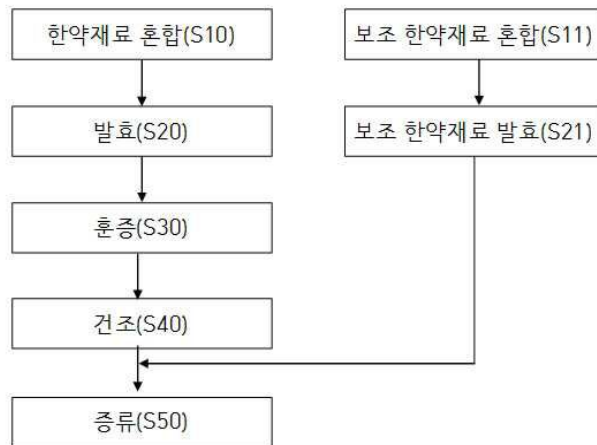 한약재료 혼합(S10)
보조 한약재료 혼합(S11)
발효(S20)
보조 한약재료 발효(S21)
훈증(S30)
건조(S40)
증류(S50)